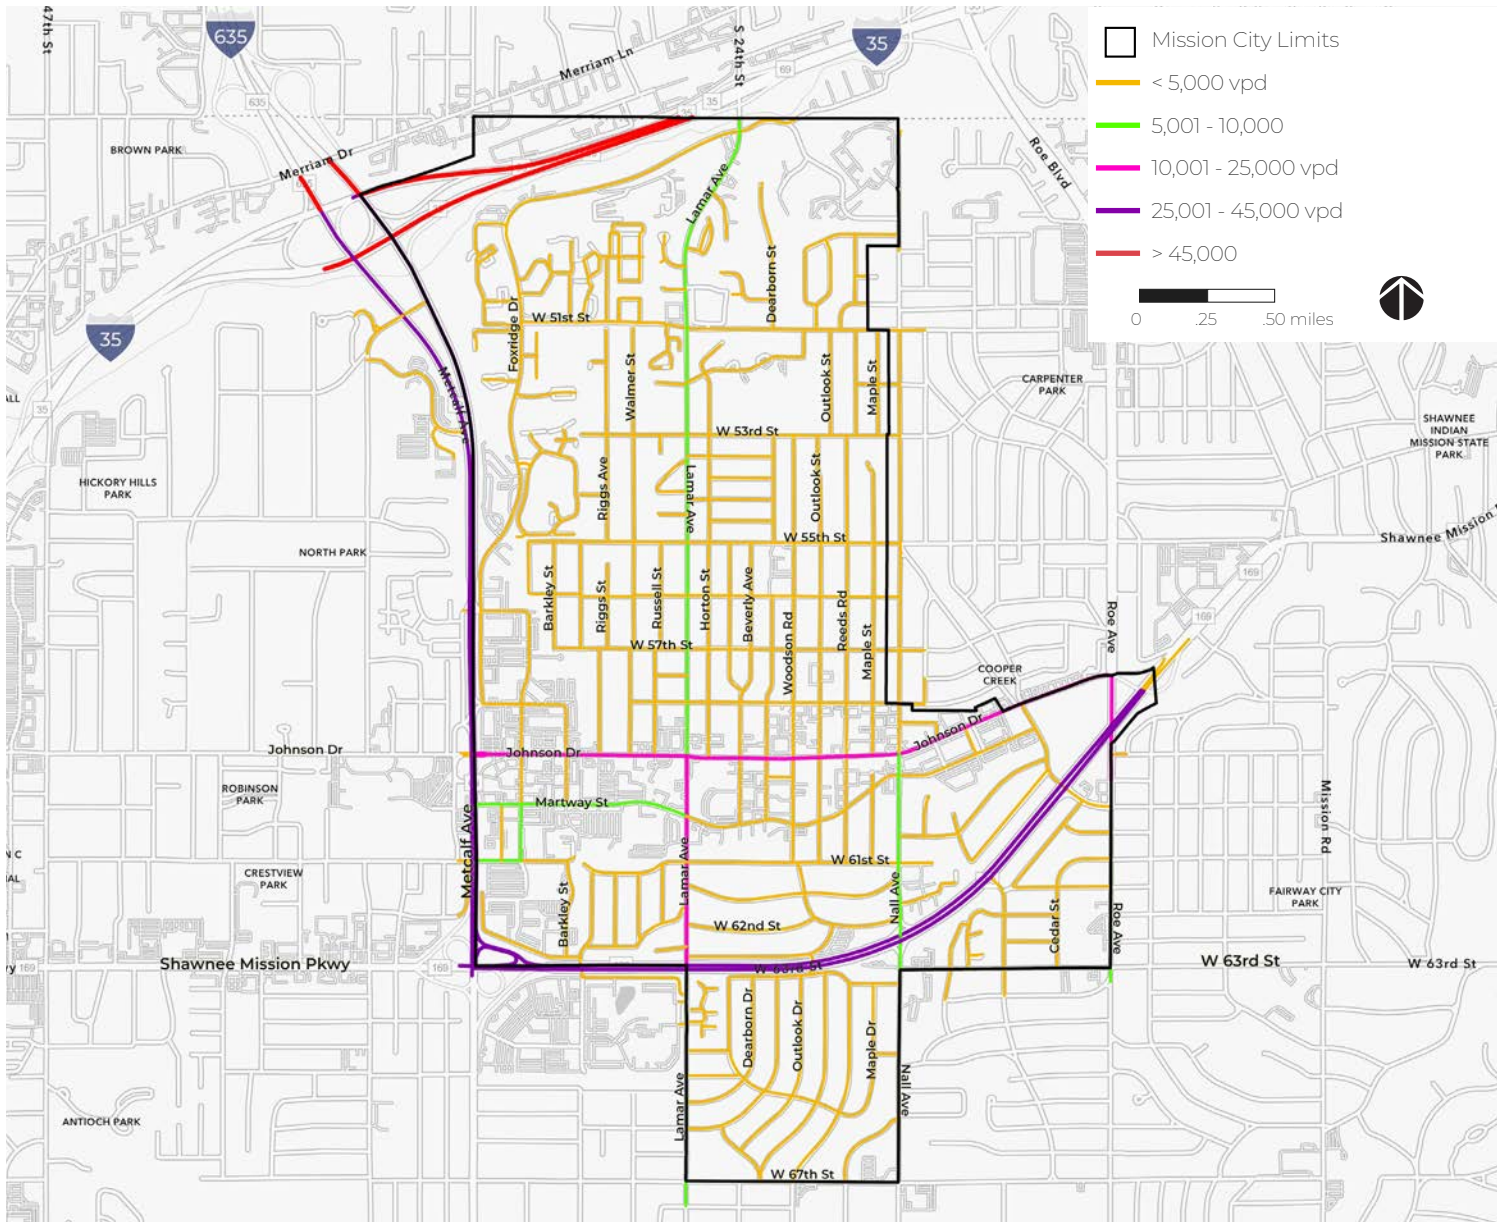 47th St
635
Merriam Ln
S 24th St
35
69
35
635
BROWN PARK
Merriam Dr
Roe Blvd
Lamar Ave
Mission City Limits
< 5,000 vpd
5,001 - 10,000
10,001 - 25,000 vpd
25,001 - 45,000 vpd
> 45,000
0 .25 .50 miles
Dearborn St
Foxridge Dr
W 51st St
35
Metcalf Ave
Walmer St
Outlook St
Maple St
CARPENTER
PARK
35
W 53rd St
SHAWNEE
INDIAN
MISSION STATE
PARK
HICKORY HILLS
PARK
Riggs Ave
Lamar Ave
Outlook St
W 55th St
Shawnee Mission
NORTH PARK
169
Barkley St
Riggs St
Russell St
Horton St
Beverly Ave
Woodson Rd
Reeds Rd
Maple St
Roe Ave
169
W 57th St
COOPER
CREEK
Johnson Dr
Johnson Dr
Johnson Dr
ROBINSON
PARK
Martway St
Metcalf Ave
Mission Rd
CRESTVIEW
PARK
Barkley St
Lamar Ave
W 61st St
Nall Ave
FAIRWAY CITY
PARK
W 62nd St
Cedar St
Roe Ave
169
Shawnee Mission Pkwy
169
W 63rd St
W 63rd St
W 63rd St
Dearborn Dr
Outlook Dr
Maple Dr
Lamar Ave
Nall Ave
ANTIOCH PARK
W 67th St